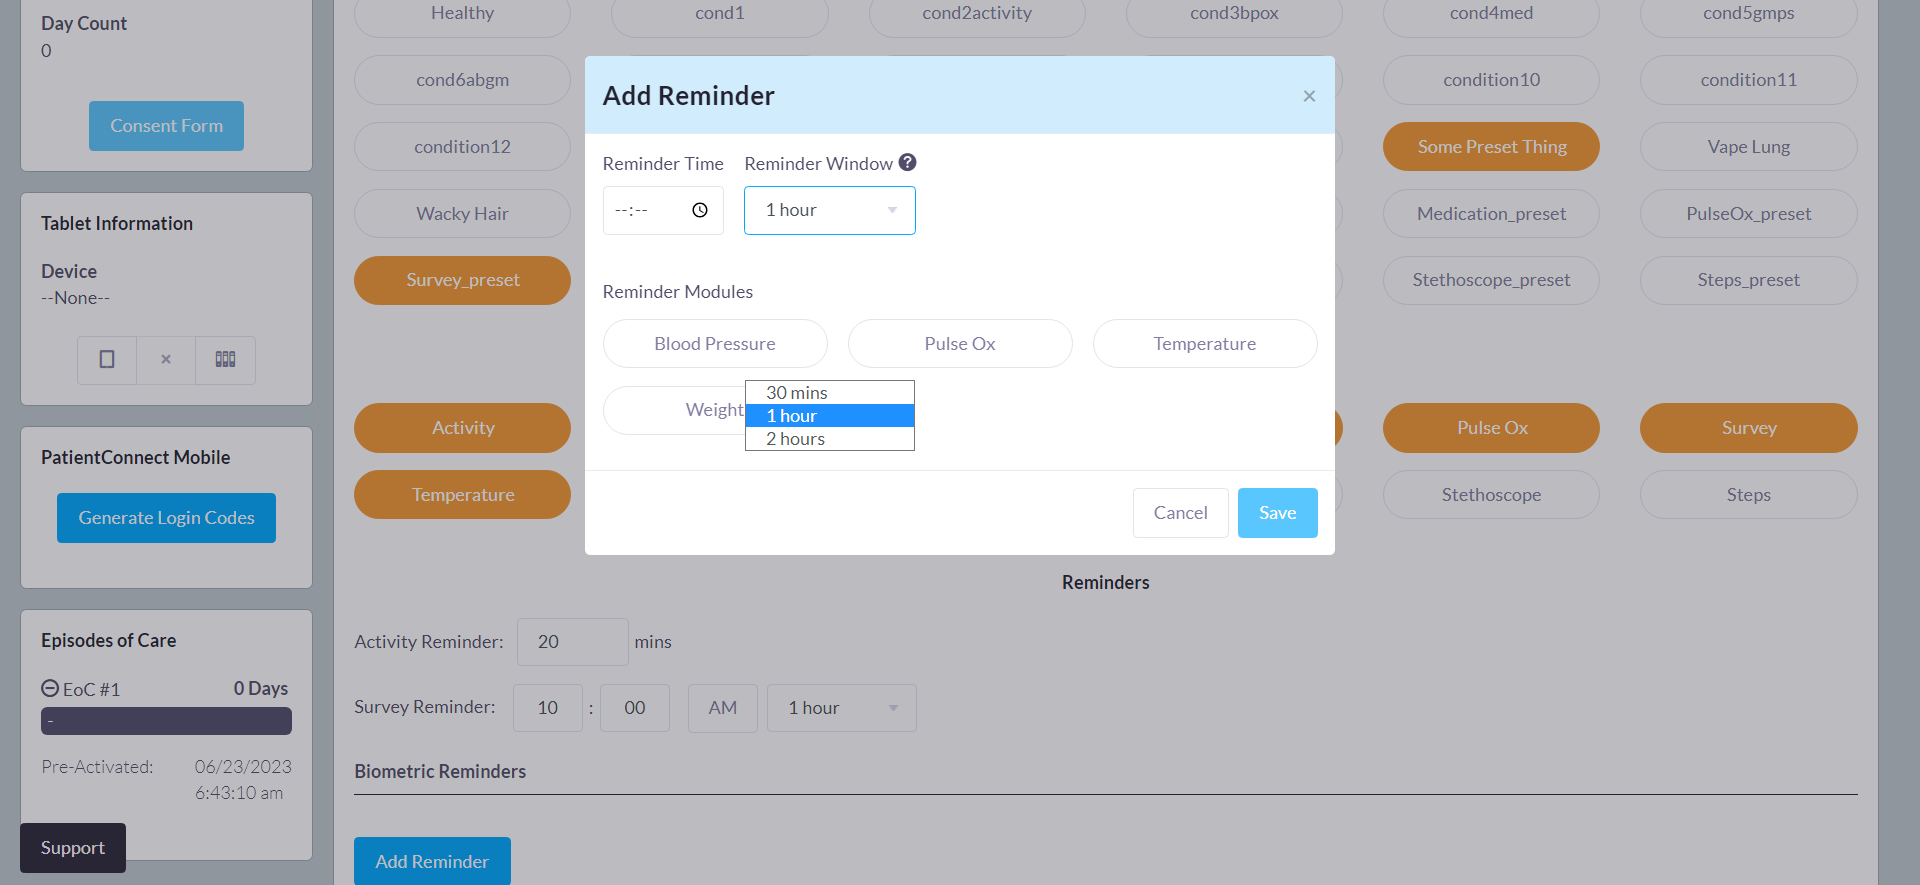 Day Count
0
Consent Form
Tablet Information
Device
--None--
PatientConnect Mobile
Generate Login Codes
Episodes of Care
EoC #1 0 Days
-
Pre-Activated: 06/23/2023
6:43:10 am
Support
Healthy cond1 cond2activity cond3bpox cond4med cond5gmps
cond6abgm condition10 condition11
condition12 Some Preset Thing Vape Lung
Wacky Hair Medication_preset PulseOx_preset
Survey_preset Stethoscope_preset Steps_preset
Activity Pulse Ox Survey
Temperature Stethoscope Steps
Add Reminder ×
Reminder Time Reminder Window ?
--:-- 1 hour
Reminder Modules
Blood Pressure Pulse Ox Temperature
Weight
30 mins
1 hour
2 hours
Cancel Save
Reminders
Activity Reminder: 20 mins
Survey Reminder: 10 : 00 AM 1 hour
Biometric Reminders
Add Reminder